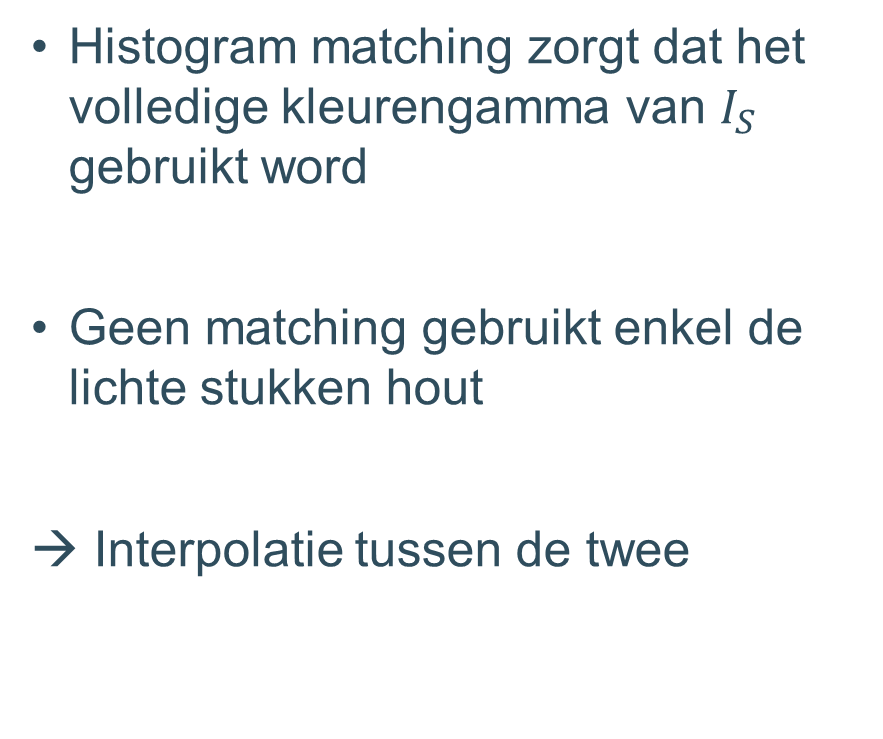 • Histogram matching zorgt dat het
volledige kleurengamma van I_S
gebruikt word
• Geen matching gebruikt enkel de
lichte stukken hout
→ Interpolatie tussen de twee